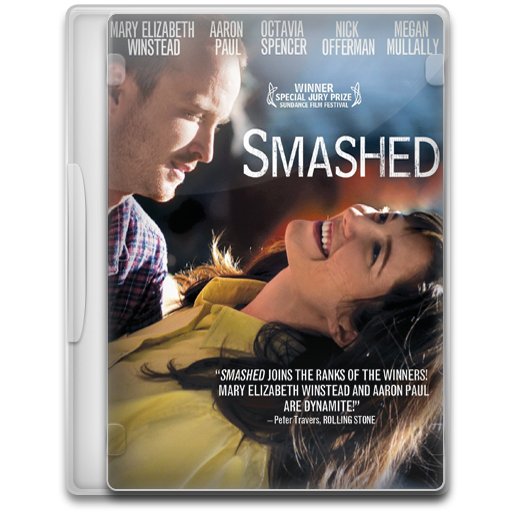 MARY ELIZABETH WINSTEAD
AARON PAUL
OCTAVIA SPENCER
NICK OFFERMAN
MEGAN MULLALLY
WINNER
SPECIAL JURY PRIZE
SUNDANCE FILM FESTIVAL
SMASHED
"SMASHED JOINS THE RANKS OF THE WINNERS!
MARY ELIZABETH WINSTEAD AND AARON PAUL
ARE DYNAMITE!"
—Peter Travers, ROLLING STONE